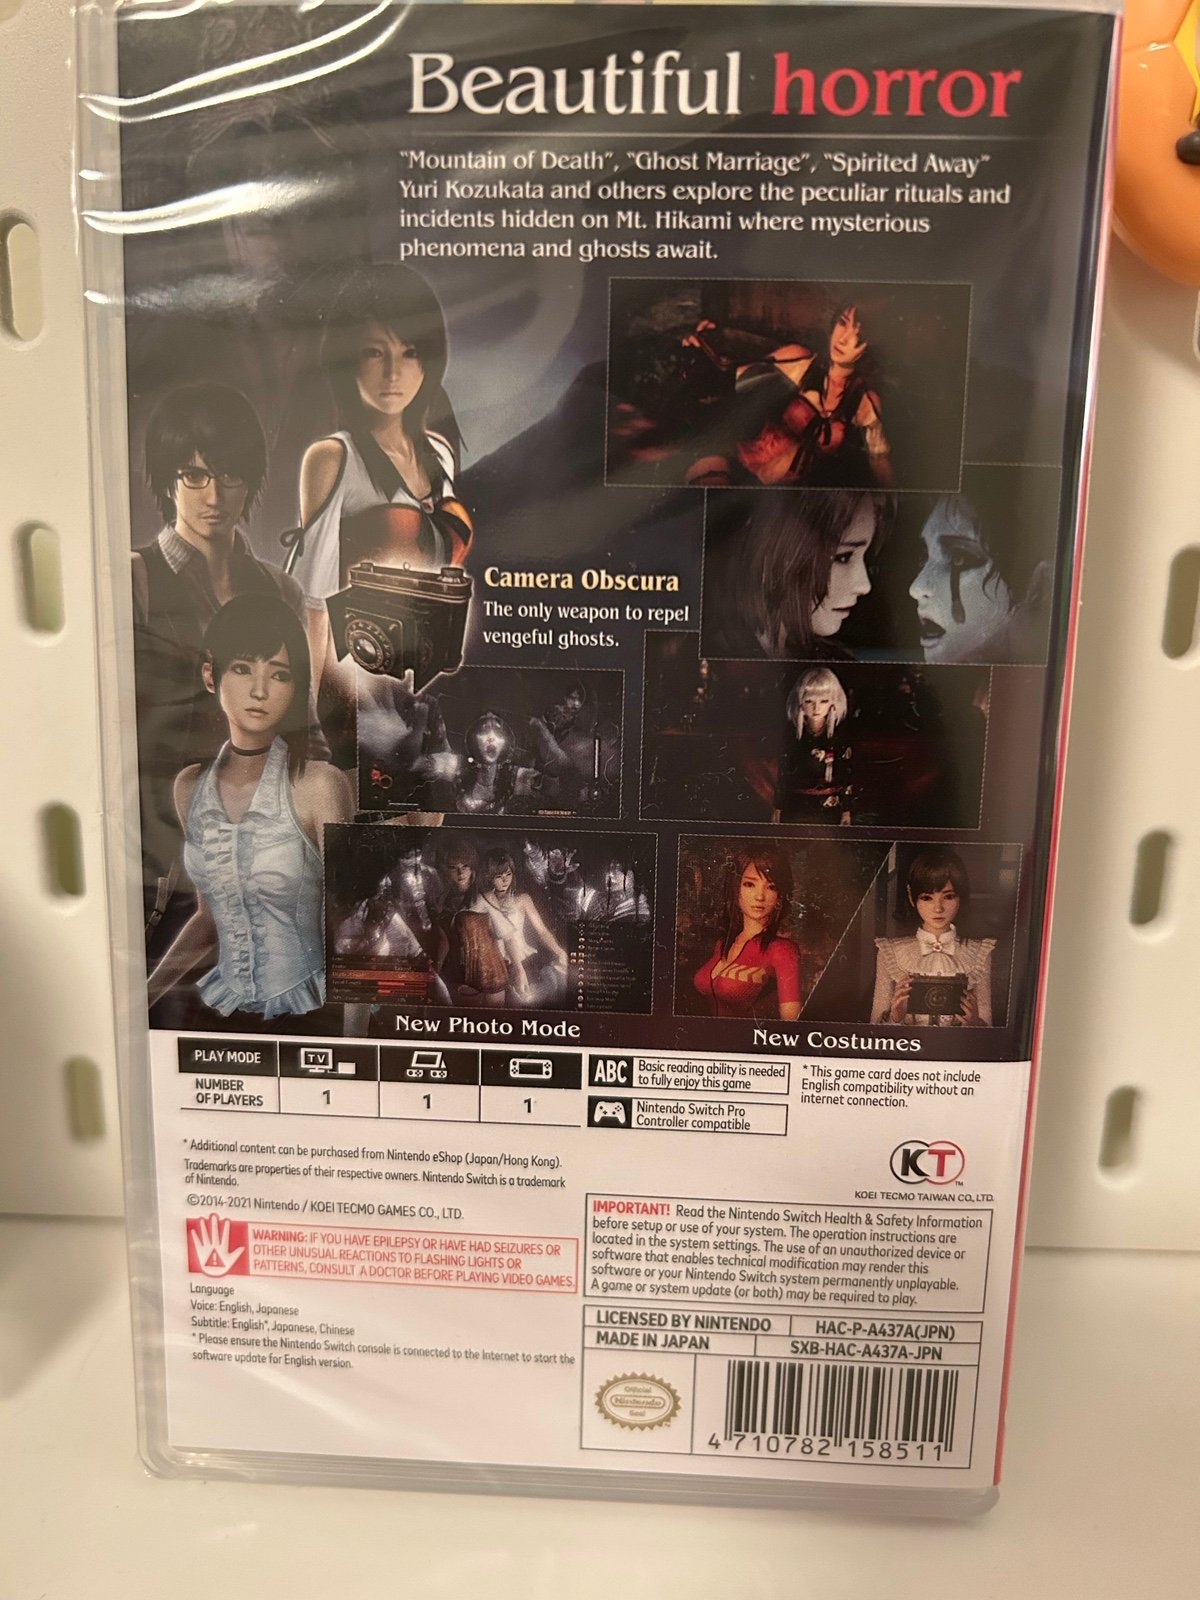 Beautiful horror
"Mountain of Death", "Ghost Marriage", "Spirited Away"
Yuri Kozukata and others explore the peculiar rituals and
incidents hidden on Mt. Hikami where mysterious
phenomena and ghosts await.
Camera Obscura
The only weapon to repel
vengeful ghosts.
New Photo Mode
New Costumes
PLAY MODE
TV
NUMBER
OF PLAYERS
1
1
1
ABC
Basic reading ability is needed
to fully enjoy this game
Nintendo Switch Pro
Controller compatible
* This game card does not include
English compatibility without an
internet connection.
* Additional content can be purchased from Nintendo eShop (Japan/Hong Kong).
Trademarks are properties of their respective owners. Nintendo Switch is a trademark
of Nintendo.
©2014-2021 Nintendo / KOEI TECMO GAMES CO., LTD.
KT
TM
KOEI TECMO TAIWAN CO., LTD.
WARNING: IF YOU HAVE EPILEPSY OR HAVE HAD SEIZURES OR
OTHER UNUSUAL REACTIONS TO FLASHING LIGHTS OR
PATTERNS, CONSULT A DOCTOR BEFORE PLAYING VIDEO GAMES.
IMPORTANT! Read the Nintendo Switch Health & Safety Information
before setup or use of your system. The operation instructions are
located in the system settings. The use of an unauthorized device or
software that enables technical modification may render this
software or your Nintendo Switch system permanently unplayable.
A game or system update (or both) may be required to play.
Language
Voice: English, Japanese
Subtitle: English*, Japanese, Chinese
* Please ensure the Nintendo Switch console is connected to the Internet to start the
software update for English version.
LICENSED BY NINTENDO
HAC-P-A437A(JPN)
MADE IN JAPAN
SXB-HAC-A437A-JPN
Official
Nintendo
Seal
4 710782 158511